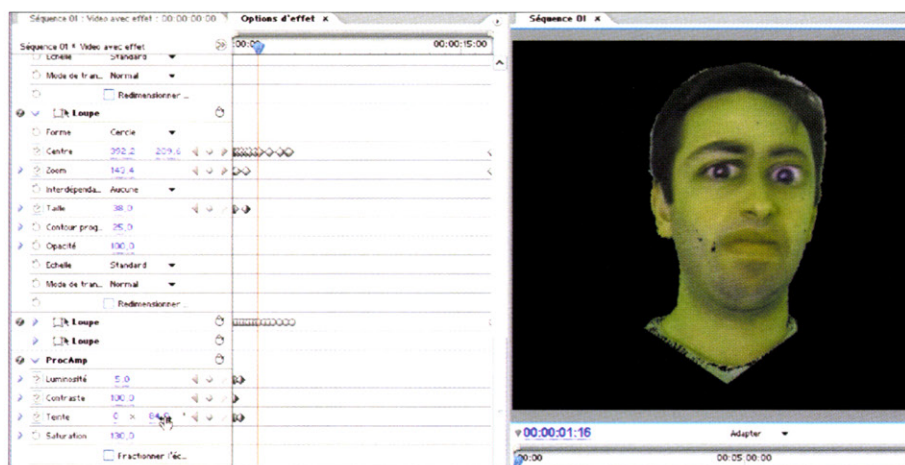 Séquence 01 : Video avec effet : 00:00:00:00
Options d'effet ×
Séquence 01 ×
Séquence 01 * Video avec effet
:00:00
00:00:15:00
Echelle Standard
Mode de tran... Normal
Redimensionner ...
Loupe
Forme Cercle
Centre 392,2 209,6
Zoom 143,4
Interdépenda... Aucune
Taille 38,0
Contour prog... 25,0
Opacité 100,0
Echelle Standard
Mode de tran... Normal
Redimensionner ...
Loupe
Loupe
ProcAmp
Luminosité 5,0
Contraste 100,0
Teinte 0 ×
Saturation 130,0
Fractionner l'éc...
00:00:01:16
Adapter
00:00
00:05:00:00